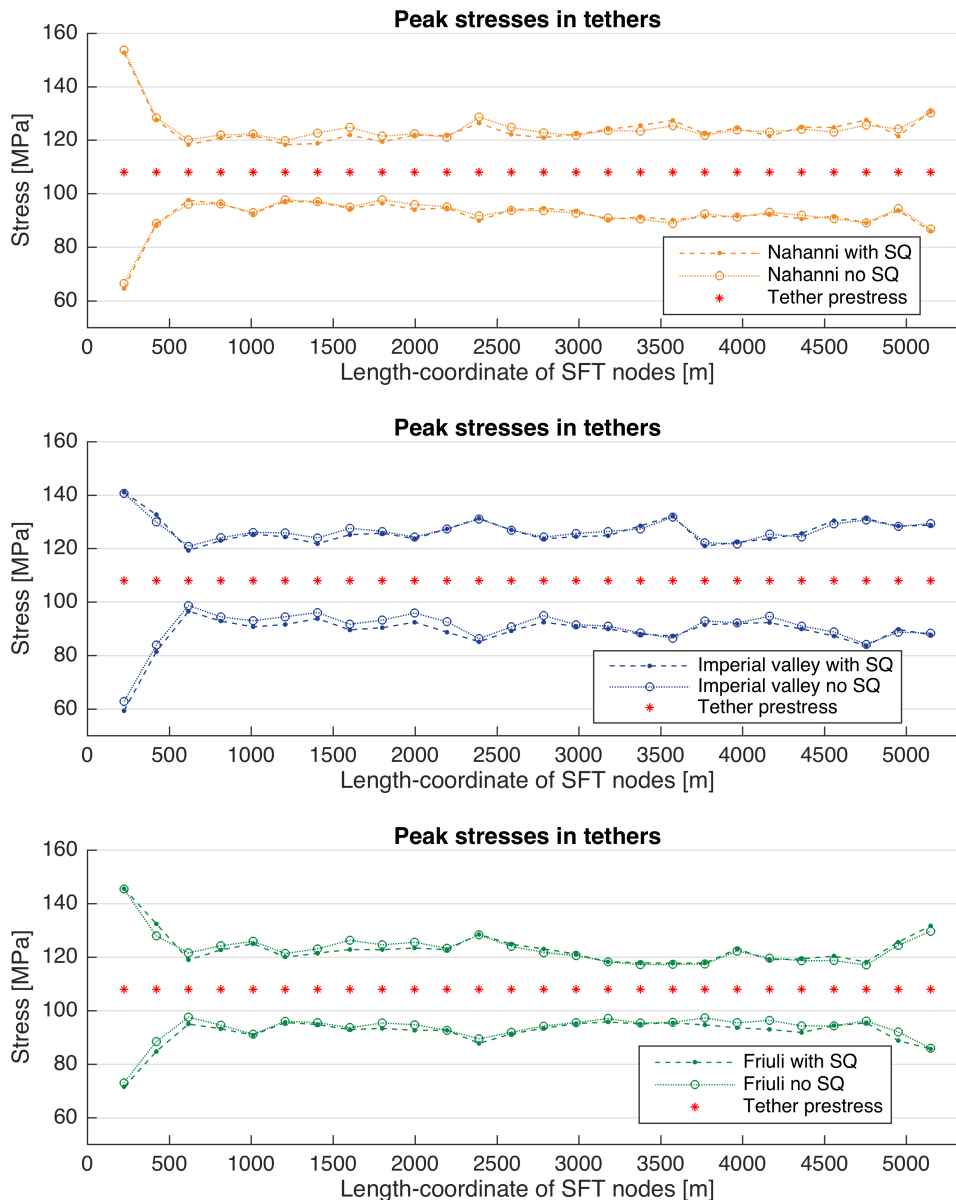 Peak stresses in tethers
160
140
120
100
80
60
Stress [MPa]
Nahanni with SQ
Nahanni no SQ
Tether prestress
0 500 1000 1500 2000 2500 3000 3500 4000 4500 5000
Length-coordinate of SFT nodes [m]
Peak stresses in tethers
160
140
120
100
80
60
Stress [MPa]
Imperial valley with SQ
Imperial valley no SQ
Tether prestress
0 500 1000 1500 2000 2500 3000 3500 4000 4500 5000
Length-coordinate of SFT nodes [m]
Peak stresses in tethers
160
140
120
100
80
60
Stress [MPa]
Friuli with SQ
Friuli no SQ
Tether prestress
0 500 1000 1500 2000 2500 3000 3500 4000 4500 5000
Length-coordinate of SFT nodes [m]